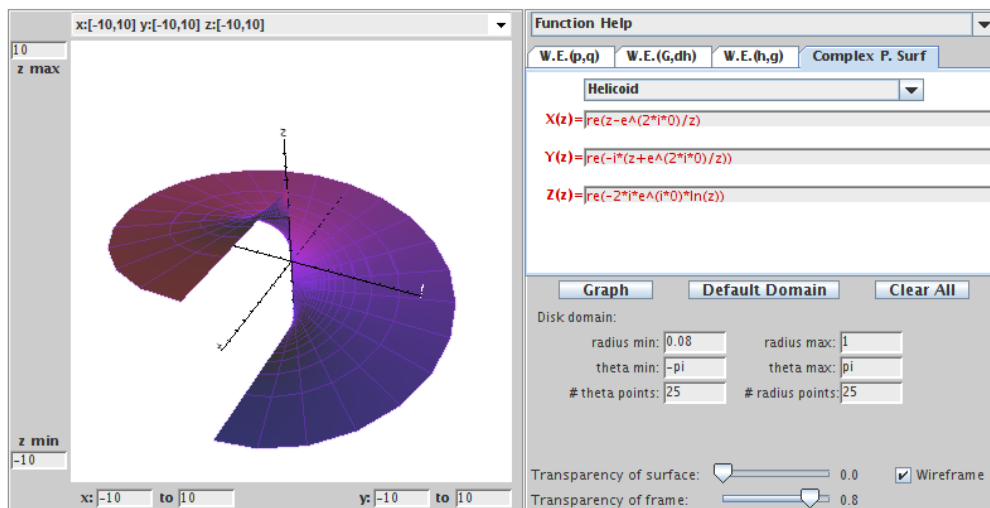 x:[-10,10] y:[-10,10] z:[-10,10]
10
z max
z
z min
-10
x: -10 to 10 y: -10 to 10
Function Help
W.E.(p,q) W.E.(G,dh) W.E.(h,g) Complex P. Surf
Helicoid
X(z)= re(z-e^(2*i*0)/z)
Y(z)= re(-i*(z+e^(2*i*0)/z))
Z(z)= re(-2*i*e^(i*0)*ln(z))
Graph Default Domain Clear All
Disk domain:
radius min: 0.08 radius max: 1
theta min: -pi theta max: pi
# theta points: 25 # radius points: 25
Transparency of surface: 0.0 Wireframe
Transparency of frame: 0.8